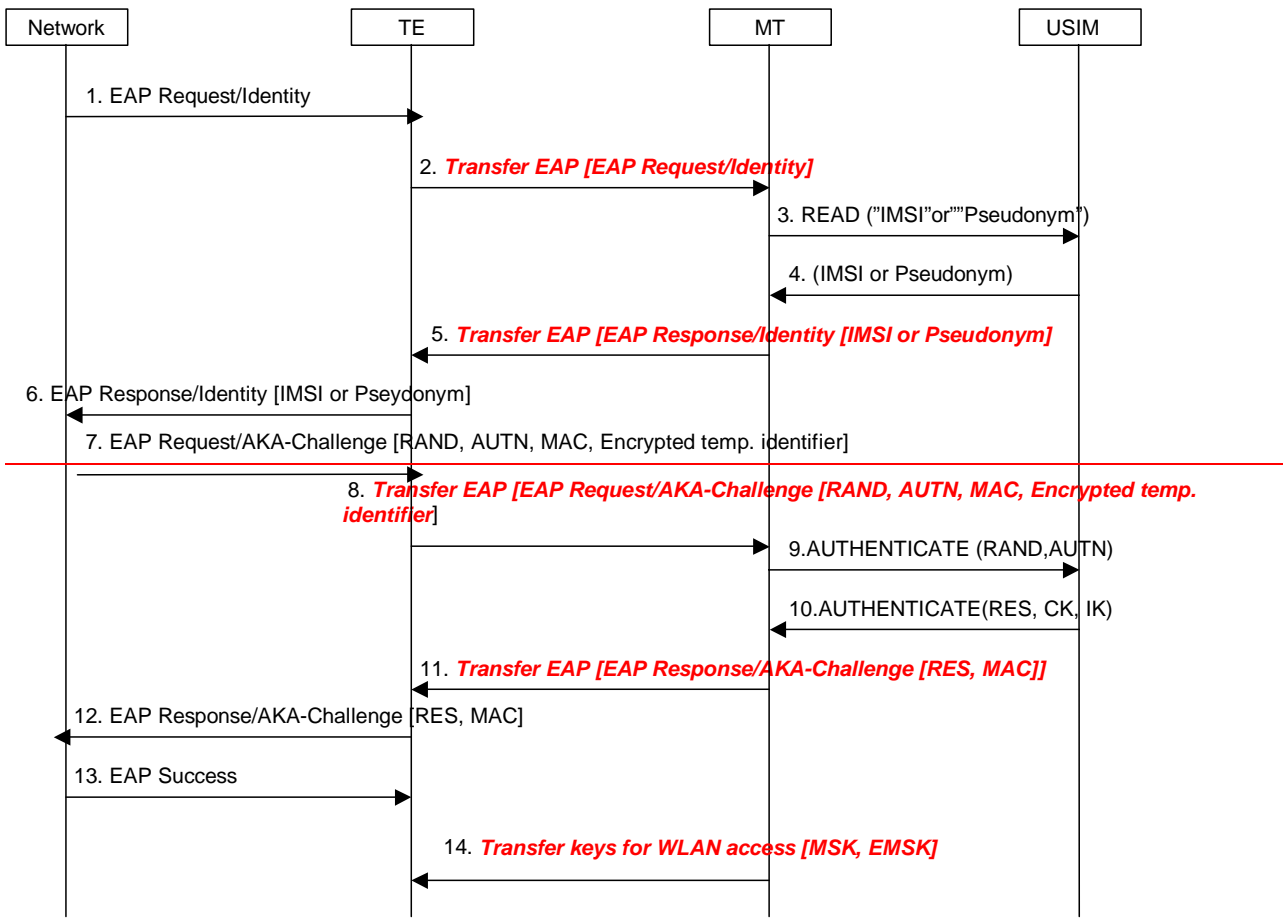 Network TE MT USIM
1. EAP Request/Identity
2. Transfer EAP [EAP Request/Identity]
3. READ (”IMSI”or””Pseudonym”)
4. (IMSI or Pseudonym)
5. Transfer EAP [EAP Response/Identity [IMSI or Pseudonym]
6. EAP Response/Identity [IMSI or Pseydonym]
7. EAP Request/AKA-Challenge [RAND, AUTN, MAC, Encrypted temp. identifier]
8. Transfer EAP [EAP Request/AKA-Challenge [RAND, AUTN, MAC, Encrypted temp.
identifier]
9.AUTHENTICATE (RAND,AUTN)
10.AUTHENTICATE(RES, CK, IK)
11. Transfer EAP [EAP Response/AKA-Challenge [RES, MAC]]
12. EAP Response/AKA-Challenge [RES, MAC]
13. EAP Success
14. Transfer keys for WLAN access [MSK, EMSK]